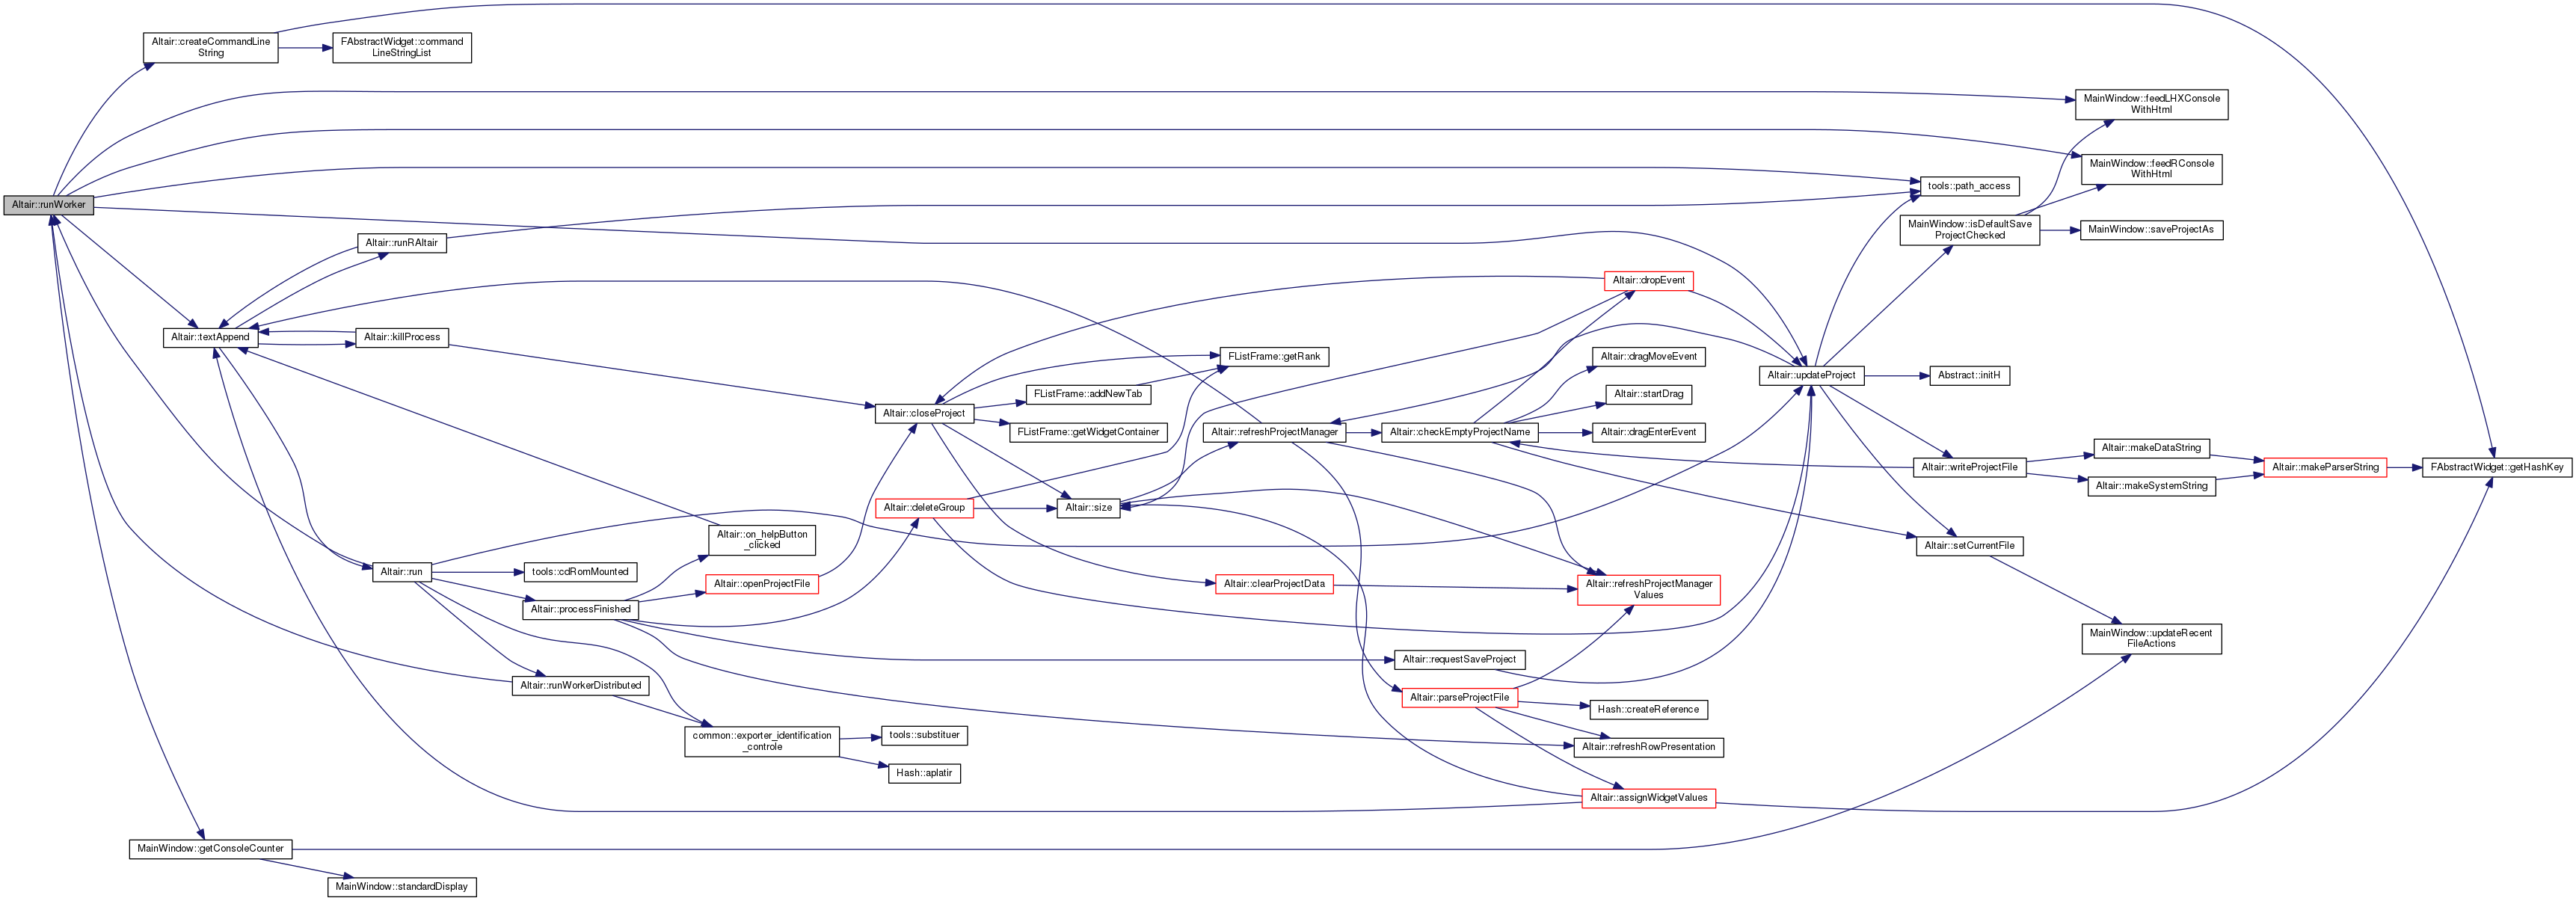 Altair::runWorker
Altair::createCommandLine
String
FAbstractWidget::command
LineStringList
Altair::runRAltair
Altair::textAppend
Altair::killProcess
Altair::run
tools::cdRomMounted
Altair::processFinished
Altair::runWorkerDistributed
common::exporter_identification
_controle
tools::substituer
Hash::aplatir
MainWindow::getConsoleCounter
MainWindow::standardDisplay
Altair::on_helpButton
_clicked
Altair::openProjectFile
Altair::closeProject
Altair::deleteGroup
FListFrame::addNewTab
FListFrame::getWidgetContainer
Altair::size
FListFrame::getRank
Altair::refreshProjectManager
Altair::clearProjectData
Altair::checkEmptyProjectName
Altair::requestSaveProject
Altair::parseProjectFile
Altair::dropEvent
Altair::dragMoveEvent
Altair::startDrag
Altair::dragEnterEvent
Altair::refreshProjectManager
Values
Hash::createReference
Altair::refreshRowPresentation
Altair::assignWidgetValues
Altair::updateProject
tools::path_access
MainWindow::isDefaultSave
ProjectChecked
Abstract::initH
Altair::writeProjectFile
Altair::setCurrentFile
MainWindow::feedLHXConsole
WithHtml
MainWindow::feedRConsole
WithHtml
MainWindow::saveProjectAs
Altair::makeDataString
Altair::makeSystemString
MainWindow::updateRecent
FileActions
Altair::makeParserString
FAbstractWidget::getHashKey